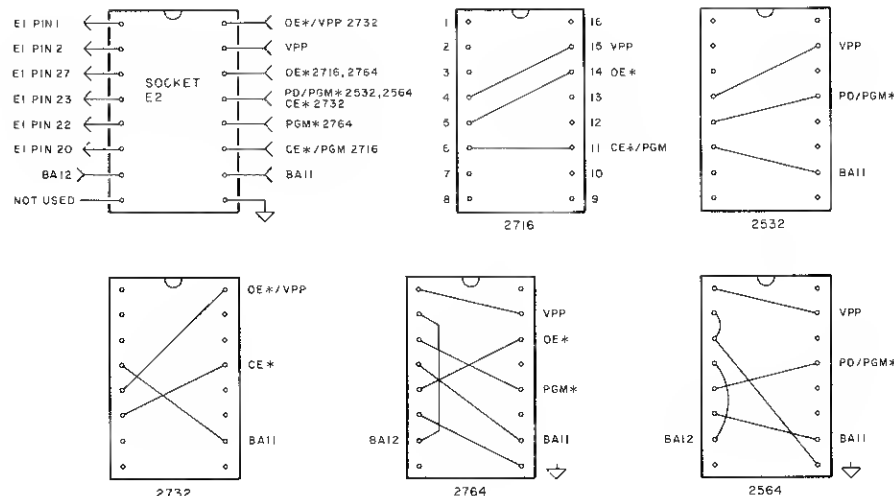 E1 PIN 1
E1 PIN 2
E1 PIN 27
E1 PIN 23
E1 PIN 22
E1 PIN 20
BA12
NOT USED
SOCKET
E2
OE*/VPP 2732
VPP
OE* 2716, 2764
PD/PGM* 2532, 2564
CE* 2732
PGM* 2764
CE*/PGM 2716
BA11
1
2
3
4
5
6
7
8
16
15 VPP
14 OE*
13
12
11 CE*/PGM
10
9
2716
VPP
PD/PGM*
BA11
2532
OE*/VPP
CE*
BA11
2732
BA12
VPP
OE*
PGM*
BA11
2764
BA12
VPP
PD/PGM*
BA11
2564